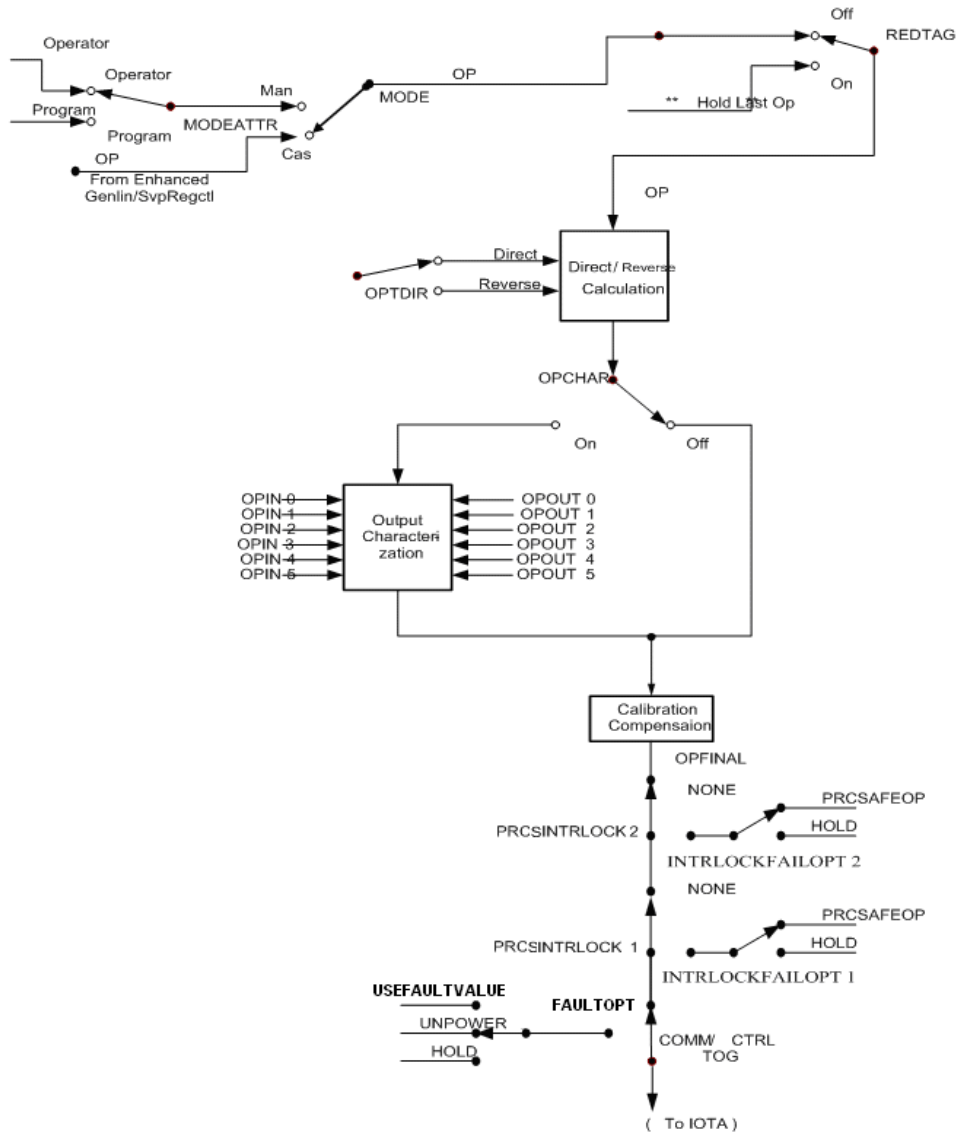 Off
REDTAG
Operator
Operator
OP
Man
MODE
On
** Hold Last Op **
Program
MODEATTR
Program
Cas
OP
From Enhanced
Genlin/SvpRegctl
OP
Direct
Direct/ Reverse
Calculation
OPTDIR
Reverse
OPCHAR
On
Off
OPIN 0
OPIN 1
OPIN 2
OPIN 3
OPIN 4
OPIN 5
Output
Characteri
zation
OPOUT 0
OPOUT 1
OPOUT 2
OPOUT 3
OPOUT 4
OPOUT 5
Calibration
Compensaion
OPFINAL
NONE
PRCSAFEOP
PRCSINTRLOCK 2
HOLD
INTRLOCKFAILOPT 2
NONE
PRCSAFEOP
PRCSINTRLOCK 1
HOLD
INTRLOCKFAILOPT 1
USEFAULTVALUE
FAULTOPT
UNPOWER
HOLD
COMM/ CTRL
TOG
( To IOTA )